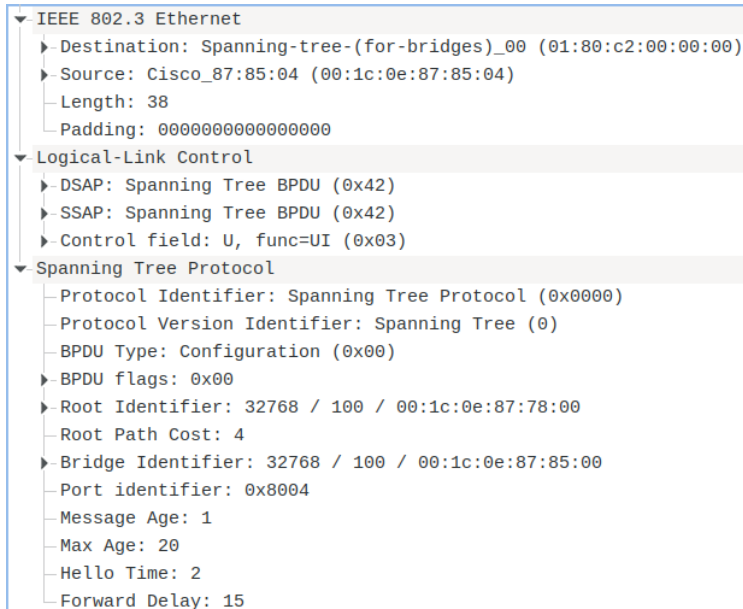 IEEE 802.3 Ethernet
Destination: Spanning-tree-(for-bridges)_00 (01:80:c2:00:00:00)
Source: Cisco_87:85:04 (00:1c:0e:87:85:04)
Length: 38
Padding: 0000000000000000
Logical-Link Control
DSAP: Spanning Tree BPDU (0x42)
SSAP: Spanning Tree BPDU (0x42)
Control field: U, func=UI (0x03)
Spanning Tree Protocol
Protocol Identifier: Spanning Tree Protocol (0x0000)
Protocol Version Identifier: Spanning Tree (0)
BPDU Type: Configuration (0x00)
BPDU flags: 0x00
Root Identifier: 32768 / 100 / 00:1c:0e:87:78:00
Root Path Cost: 4
Bridge Identifier: 32768 / 100 / 00:1c:0e:87:85:00
Port identifier: 0x8004
Message Age: 1
Max Age: 20
Hello Time: 2
Forward Delay: 15